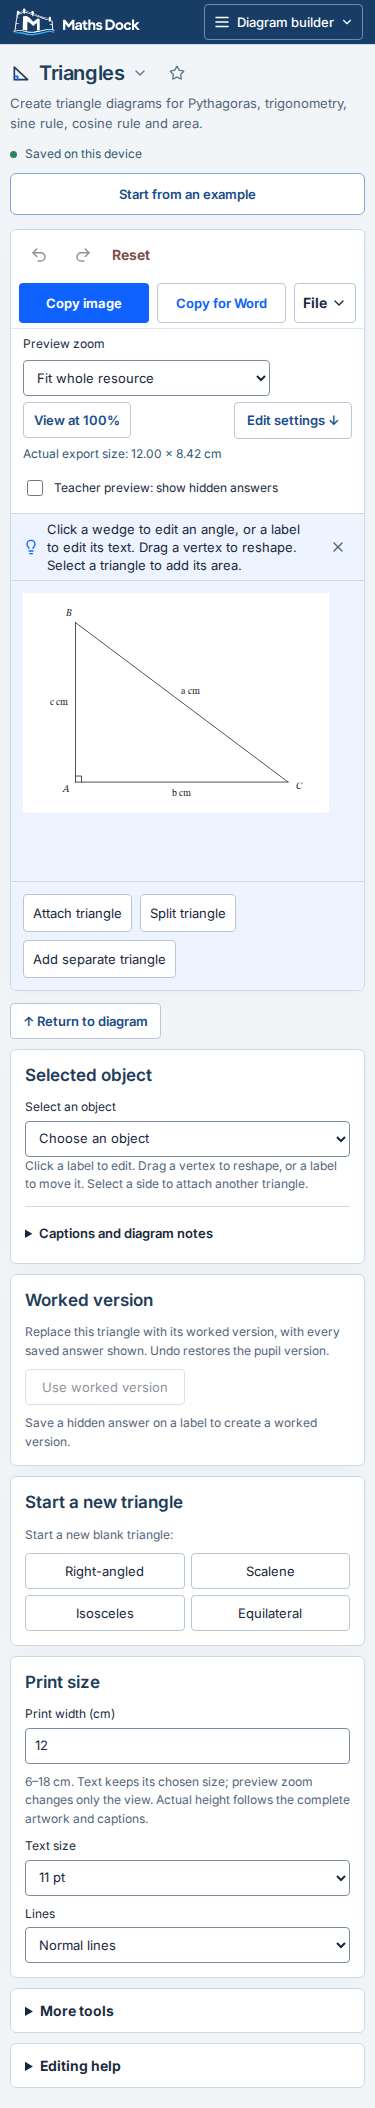 Maths Dock
Diagram builder
Triangles
Create triangle diagrams for Pythagoras, trigonometry,
sine rule, cosine rule and area.
Saved on this device
Start from an example
Reset
Copy image
Copy for Word
File
Preview zoom
Fit whole resource
View at 100%
Edit settings ↓
Actual export size: 12.00 × 8.42 cm
Teacher preview: show hidden answers
Click a wedge to edit an angle, or a label
to edit its text. Drag a vertex to reshape.
Select a triangle to add its area.
B
a cm
c cm
A
C
b cm
Attach triangle
Split triangle
Add separate triangle
↑ Return to diagram
Selected object
Select an object
Choose an object
Click a label to edit. Drag a vertex to reshape, or a label
to move it. Select a side to attach another triangle.
Captions and diagram notes
Worked version
Replace this triangle with its worked version, with every
saved answer shown. Undo restores the pupil version.
Use worked version
Save a hidden answer on a label to create a worked
version.
Start a new triangle
Start a new blank triangle:
Right-angled
Scalene
Isosceles
Equilateral
Print size
Print width (cm)
12
6–18 cm. Text keeps its chosen size; preview zoom
changes only the view. Actual height follows the complete
artwork and captions.
Text size
11 pt
Lines
Normal lines
More tools
Editing help